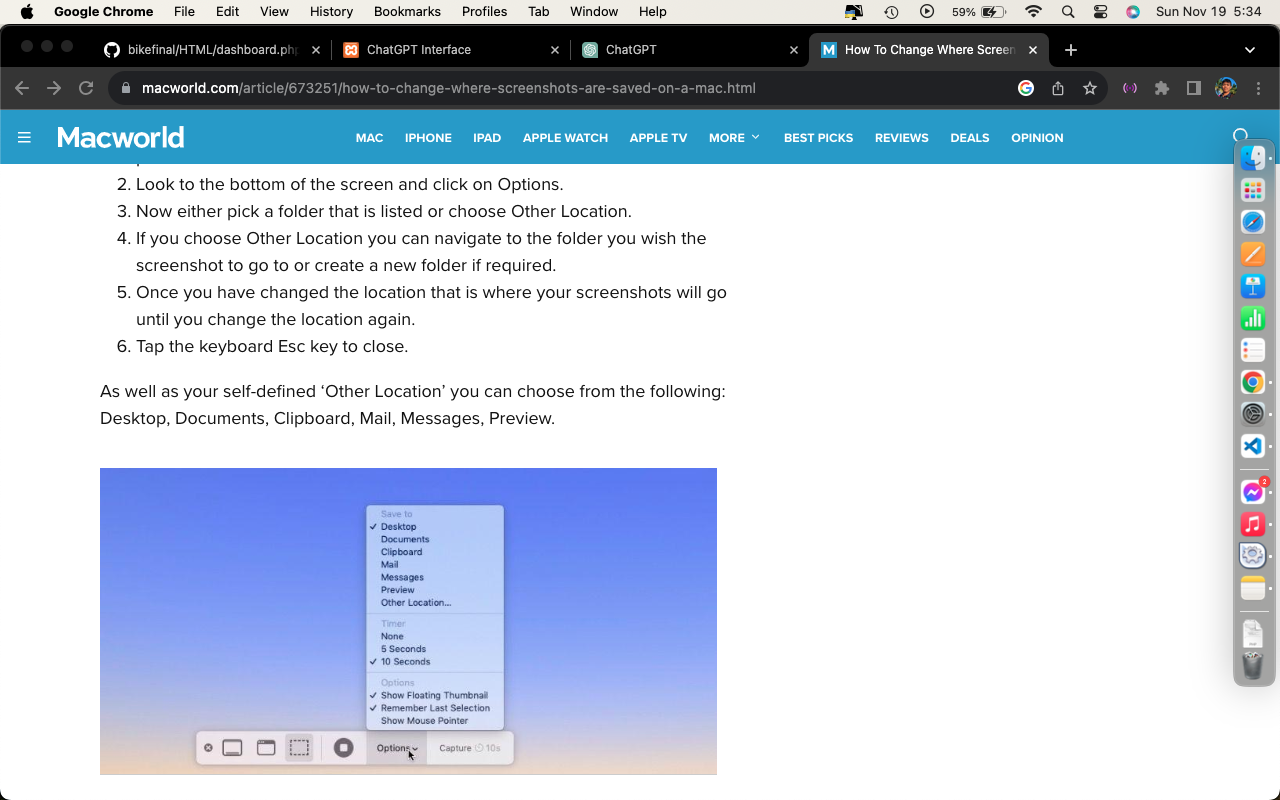 Google Chrome File Edit View History Bookmarks Profiles Tab Window Help 59% Sun Nov 19 5:34
bikefinal/HTML/dashboard.php ChatGPT Interface ChatGPT How To Change Where Screen
macworld.com/article/673251/how-to-change-where-screenshots-are-saved-on-a-mac.html
Macworld MAC IPHONE IPAD APPLE WATCH APPLE TV MORE BEST PICKS REVIEWS DEALS OPINION
2. Look to the bottom of the screen and click on Options.
3. Now either pick a folder that is listed or choose Other Location.
4. If you choose Other Location you can navigate to the folder you wish the
screenshot to go to or create a new folder if required.
5. Once you have changed the location that is where your screenshots will go
until you change the location again.
6. Tap the keyboard Esc key to close.
As well as your self-defined ‘Other Location’ you can choose from the following:
Desktop, Documents, Clipboard, Mail, Messages, Preview.
Save to
Desktop
Documents
Clipboard
Mail
Messages
Preview
Other Location...
Timer
None
5 Seconds
10 Seconds
Options
Show Floating Thumbnail
Remember Last Selection
Show Mouse Pointer
Options Capture 10s
2